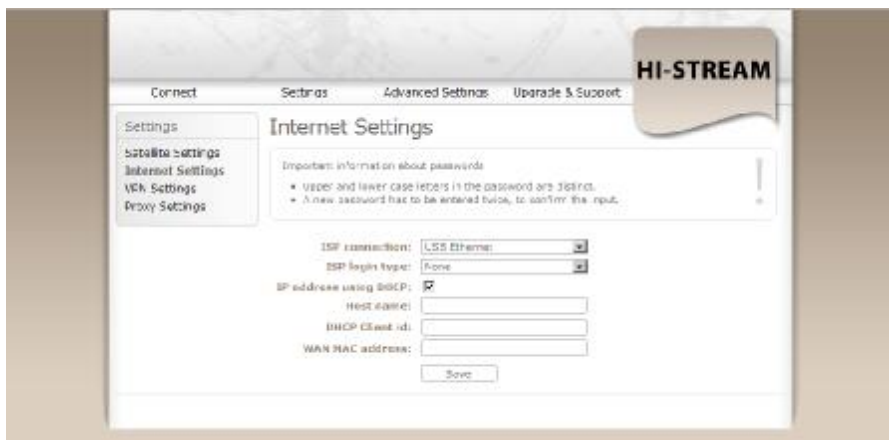 HI-STREAM
Connect
Settings
Advanced Settings
Upgrade & Support
Settings
Satellite Settings
Internet Settings
VPN Settings
Proxy Settings
Internet Settings
Important information about passwords
• Upper and lower case letters in the password are distinct.
• A new password has to be entered twice, to confirm the input.
!
ISP connection: USB Ethernet
ISP login type: None
IP address using DHCP:
Host name:
DHCP Client id:
WAN MAC address:
Save